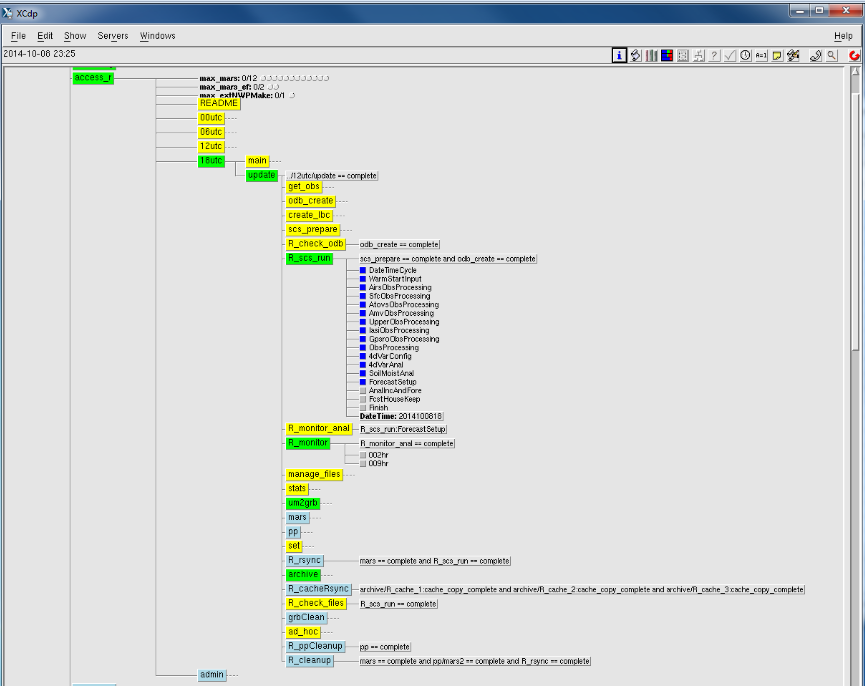 XCdp
File Edit Show Servers Windows Help
2014-10-08 23:25
access_r
max_mars: 0/12
max_mars_ef: 0/2
max_extNWPMake: 0/1
README
00utc
06utc
12utc
18utc
main
update
../12utc/update == complete
get_obs
odb_create
create_lbc
scs_prepare
R_check_odb odb_create == complete
R_scs_run scs_prepare == complete and odb_create == complete
DateTimeCycle
WarmStartInput
AirsObsProcessing
SfcObsProcessing
AtovsObsProcessing
AmvObsProcessing
UpperObsProcessing
IasiObsProcessing
GpsroObsProcessing
ObsProcessing
4dVarConfig
4dVarAnal
SoilMoistAnal
ForecastSetup
AnalIncAndFore
FcstHouseKeep
Finish
DateTime: 2014100818
R_monitor_anal R_scs_run:ForecastSetup
R_monitor R_monitor_anal == complete
002hr
009hr
manage_files
stats
um2grb
mars
pp
set
R_rsync mars == complete and R_scs_run == complete
archive
R_cacheRsync archive/R_cache_1:cache_copy_complete and archive/R_cache_2:cache_copy_complete and archive/R_cache_3:cache_copy_complete
R_check_files R_scs_run == complete
grbClean
ad_hoc
R_ppCleanup pp == complete
R_cleanup mars == complete and pp/mars2 == complete and R_rsync == complete
admin